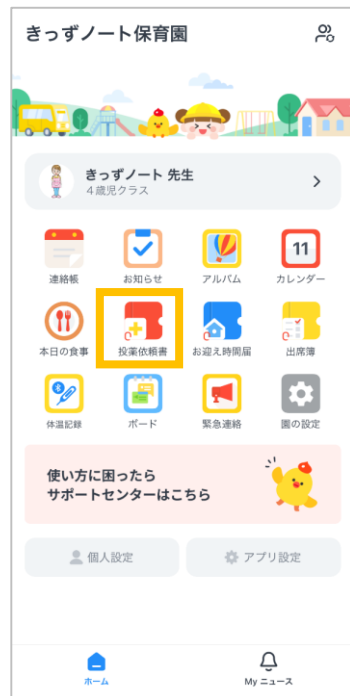 きっずノート保育園
きっずノート 先生
4歳児クラス
連絡帳
お知らせ
アルバム
11
カレンダー
本日の食事
投薬依頼書
お迎え時間届
出席簿
体温記録
ボード
緊急連絡
園の設定
使い方に困ったら
サポートセンターはこちら
個人設定
アプリ設定
ホーム
My ニュース